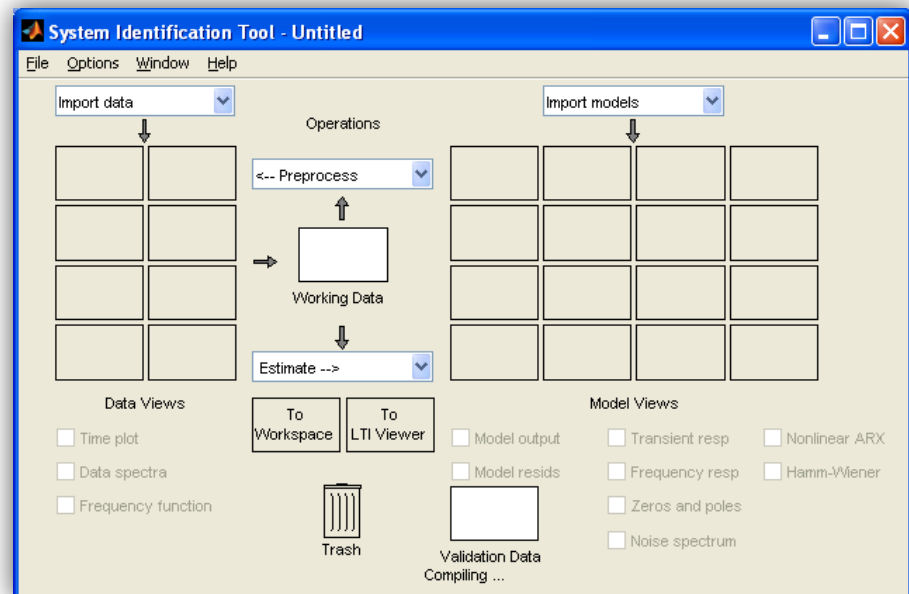 System Identification Tool - Untitled
File Options Window Help
Import data
Import models
Operations
<-- Preprocess
Working Data
Estimate -->
Data Views
Model Views
To Workspace
To LTI Viewer
Time plot
Data spectra
Frequency function
Model output
Model resids
Transient resp
Frequency resp
Zeros and poles
Noise spectrum
Nonlinear ARX
Hamm-Wiener
Trash
Validation Data
Compiling ...